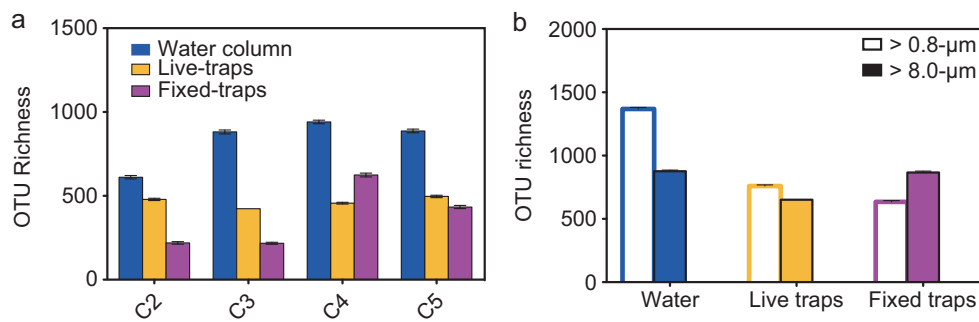 a
1500
1000
500
0
OTU Richness
Water column
Live-traps
Fixed-traps
C2
C3
C4
C5
b
2000
1500
1000
500
0
OTU richness
> 0.8-μm
> 8.0-μm
Water
Live traps
Fixed traps